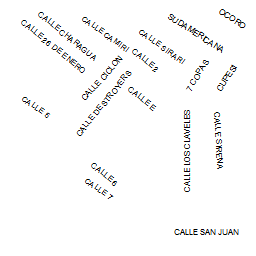 OCORO
SUDAMERICANA
CALLE CHAPAGUA
CALLE CAMIRI
CALLE SIRARI
CALLE 26 DE ENERO
CALLE 2
CALLE CICLON
7 COPAS
CUPESI
CALLE DESTROYERS
CALLE E
CALLE 6
CALLE LOS CLAVELES
CALLE SIRENA
CALLE 6
CALLE 7
CALLE SAN JUAN